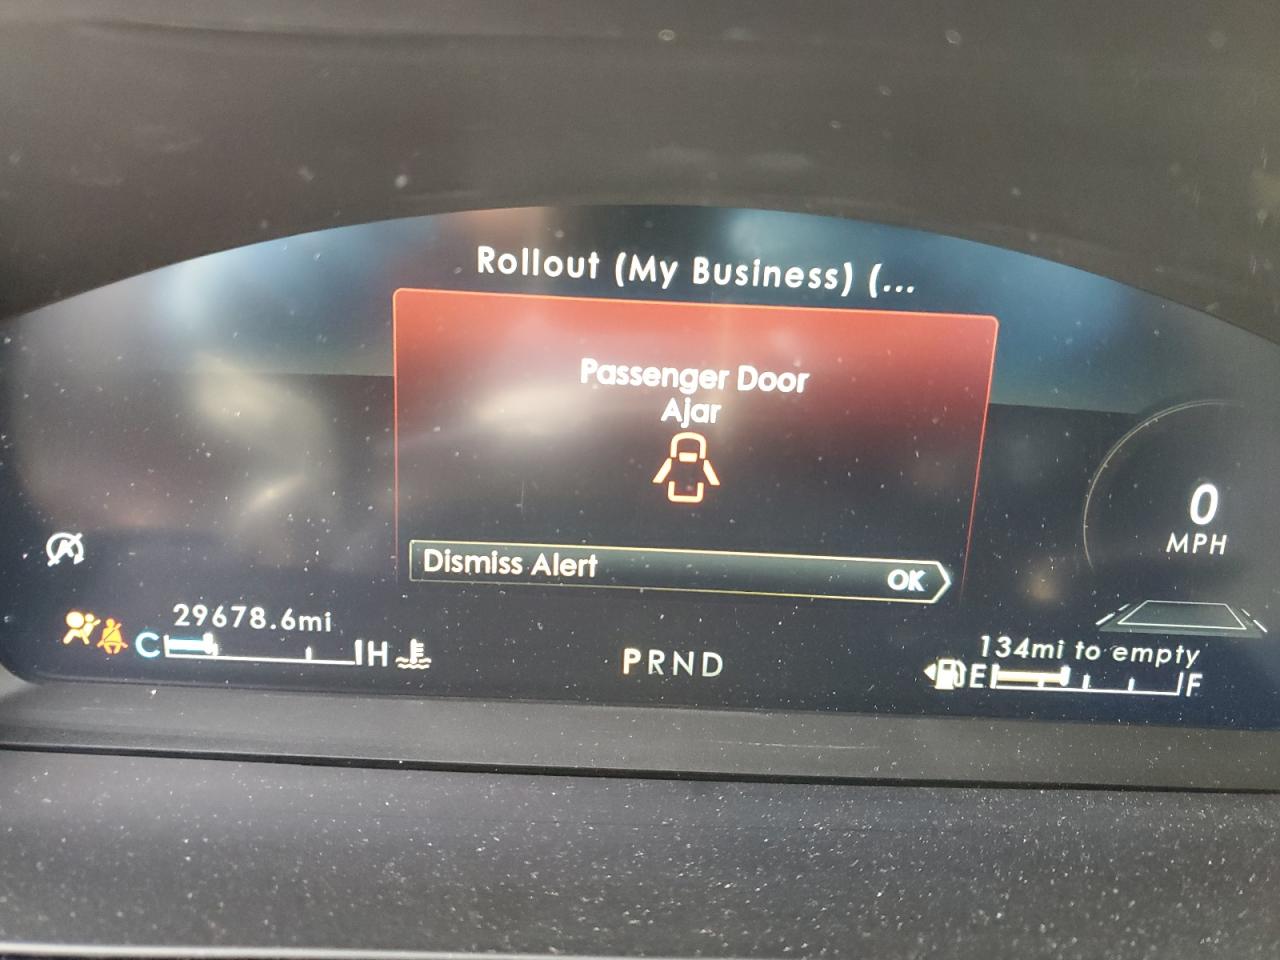 Rollout (My Business) (...
Passenger Door
Ajar
Dismiss Alert OK
0
MPH
29678.6mi
C H
PRND
134mi to empty
E F